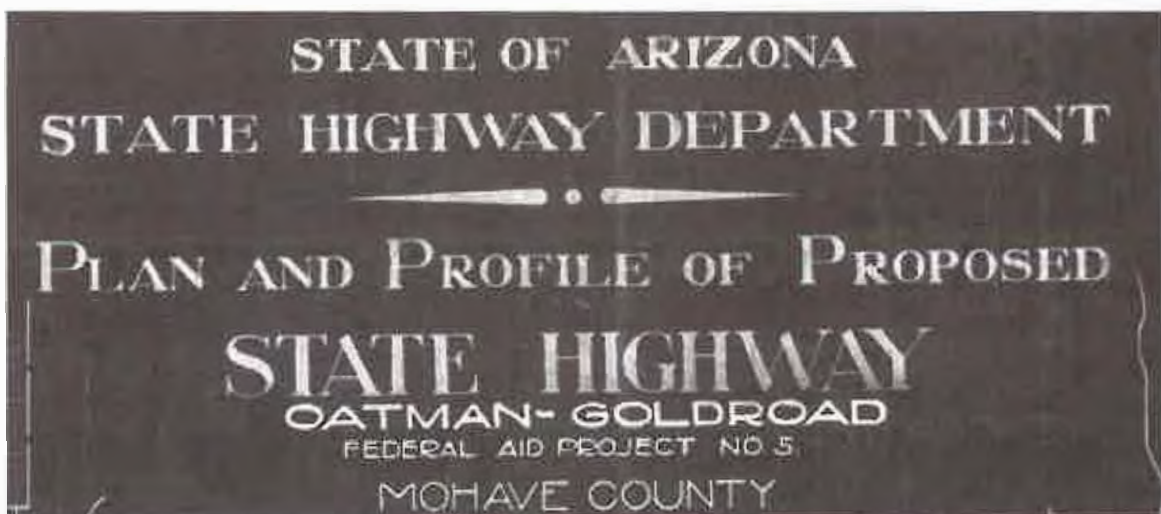 STATE OF ARIZONA
STATE HIGHWAY DEPARTMENT
PLAN AND PROFILE OF PROPOSED
STATE HIGHWAY
OATMAN-GOLDROAD
FEDERAL AID PROJECT NO 5
MOHAVE COUNTY